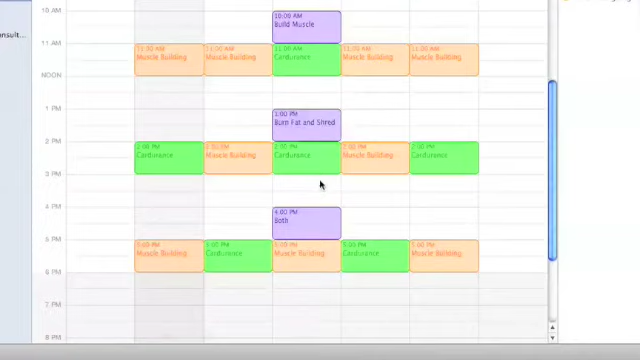 10 AM
10:00 AM
Build Muscle
onsult...
11 AM
11:00 AM
11:00 AM
11:00 AM
11:00 AM
11:00 AM
Muscle Building
Muscle Building
Cardurance
Muscle Building
Muscle Building
NOON
1 PM
1:00 PM
Burn Fat and Shred
2 PM
2:00 PM
2:00 PM
2:00 PM
2:00 PM
2:00 PM
Cardurance
Muscle Building
Cardurance
Muscle Building
Cardurance
3 PM
4 PM
4:00 PM
Both
5 PM
5:00 PM
5:00 PM
5:00 PM
5:00 PM
5:00 PM
Muscle Building
Cardurance
Muscle Building
Cardurance
Muscle Building
6 PM
7 PM
8 PM